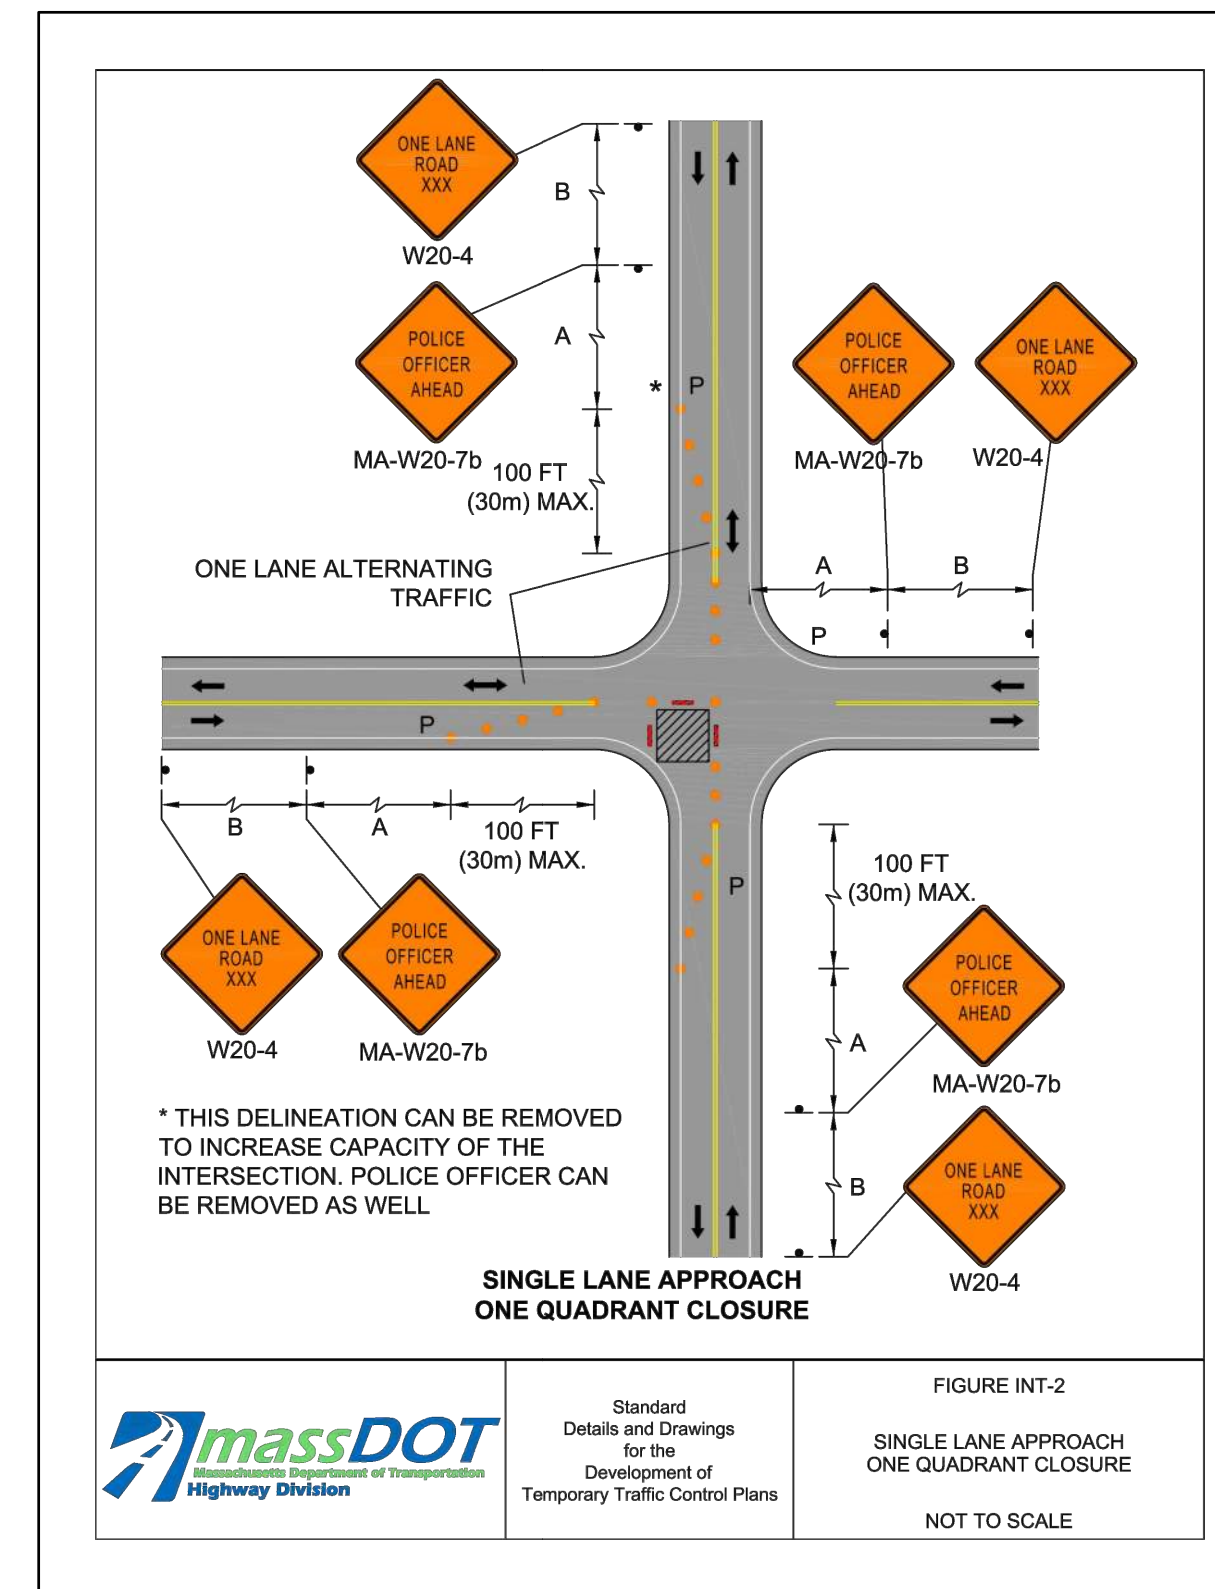 ONE LANE
ROAD
XXX
W20-4
B
POLICE
OFFICER
AHEAD
MA-W20-7b
A
*
P
100 FT
(30m) MAX.
POLICE
OFFICER
AHEAD
MA-W20-7b
ONE LANE
ROAD
XXX
W20-4
ONE LANE ALTERNATING
TRAFFIC
A
B
P
P
B
A
100 FT
(30m) MAX.
ONE LANE
ROAD
XXX
W20-4
POLICE
OFFICER
AHEAD
MA-W20-7b
P
100 FT
(30m) MAX.
POLICE
OFFICER
AHEAD
MA-W20-7b
A
B
ONE LANE
ROAD
XXX
W20-4
* THIS DELINEATION CAN BE REMOVED
TO INCREASE CAPACITY OF THE
INTERSECTION. POLICE OFFICER CAN
BE REMOVED AS WELL
SINGLE LANE APPROACH
ONE QUADRANT CLOSURE
massDOT
Massachusetts Department of Transportation
Highway Division
Standard
Details and Drawings
for the
Development of
Temporary Traffic Control Plans
FIGURE INT-2
SINGLE LANE APPROACH
ONE QUADRANT CLOSURE
NOT TO SCALE